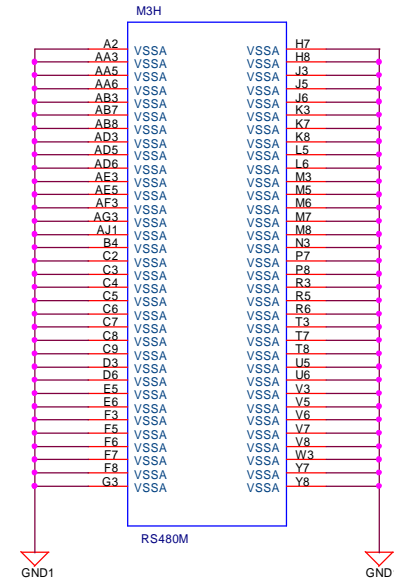 M3H
A2 VSSA VSSA H7
AA3 VSSA VSSA H8
AA5 VSSA VSSA J3
AA6 VSSA VSSA J5
AB3 VSSA VSSA J6
AB7 VSSA VSSA K3
AB8 VSSA VSSA K7
AD3 VSSA VSSA K8
AD5 VSSA VSSA L5
AD6 VSSA VSSA L6
AE3 VSSA VSSA M3
AE5 VSSA VSSA M5
AF3 VSSA VSSA M6
AG3 VSSA VSSA M7
AJ1 VSSA VSSA M8
B4 VSSA VSSA N3
C2 VSSA VSSA P7
C3 VSSA VSSA P8
C4 VSSA VSSA R3
C5 VSSA VSSA R5
C6 VSSA VSSA R6
C7 VSSA VSSA T3
C8 VSSA VSSA T7
C9 VSSA VSSA T8
D3 VSSA VSSA U5
D6 VSSA VSSA U6
E5 VSSA VSSA V3
E6 VSSA VSSA V5
F3 VSSA VSSA V6
F5 VSSA VSSA V7
F6 VSSA VSSA V8
F7 VSSA VSSA W3
F8 VSSA VSSA Y7
G3 VSSA VSSA Y8
RS480M
GND1 GND